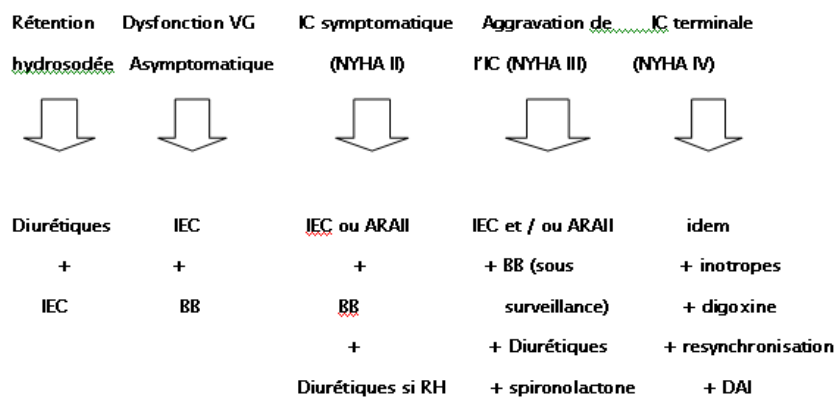 Rétention Dysfonction VG IC symptomatique Aggravation de IC terminale
hydrosodée Asymptomatique (NYHA II) l'IC (NYHA III) (NYHA IV)
Diurétiques IEC IEC ou ARAII IEC et / ou ARAII idem
+ + + + BB (sous + inotropes
IEC BB BB surveillance) + digoxine
+ + Diurétiques + resynchronisation
Diurétiques si RH + spironolactone + DAI